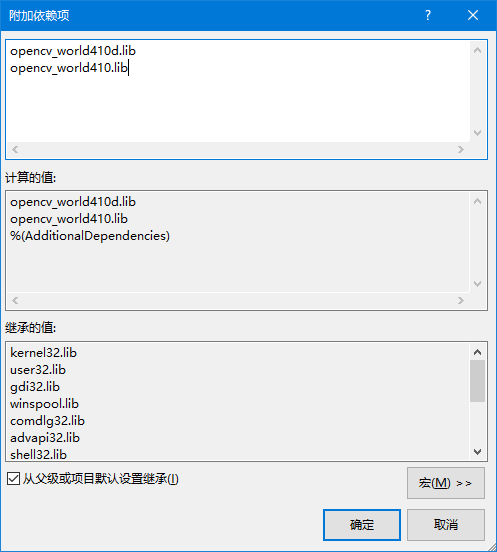 附加依赖项
?
opencv_world410d.lib
opencv_world410.lib
计算的值:
opencv_world410d.lib
opencv_world410.lib
%(AdditionalDependencies)
继承的值:
kernel32.lib
user32.lib
gdi32.lib
winspool.lib
comdlg32.lib
advapi32.lib
shell32.lib
从父级或项目默认设置继承(I)
宏(M) >>
确定
取消